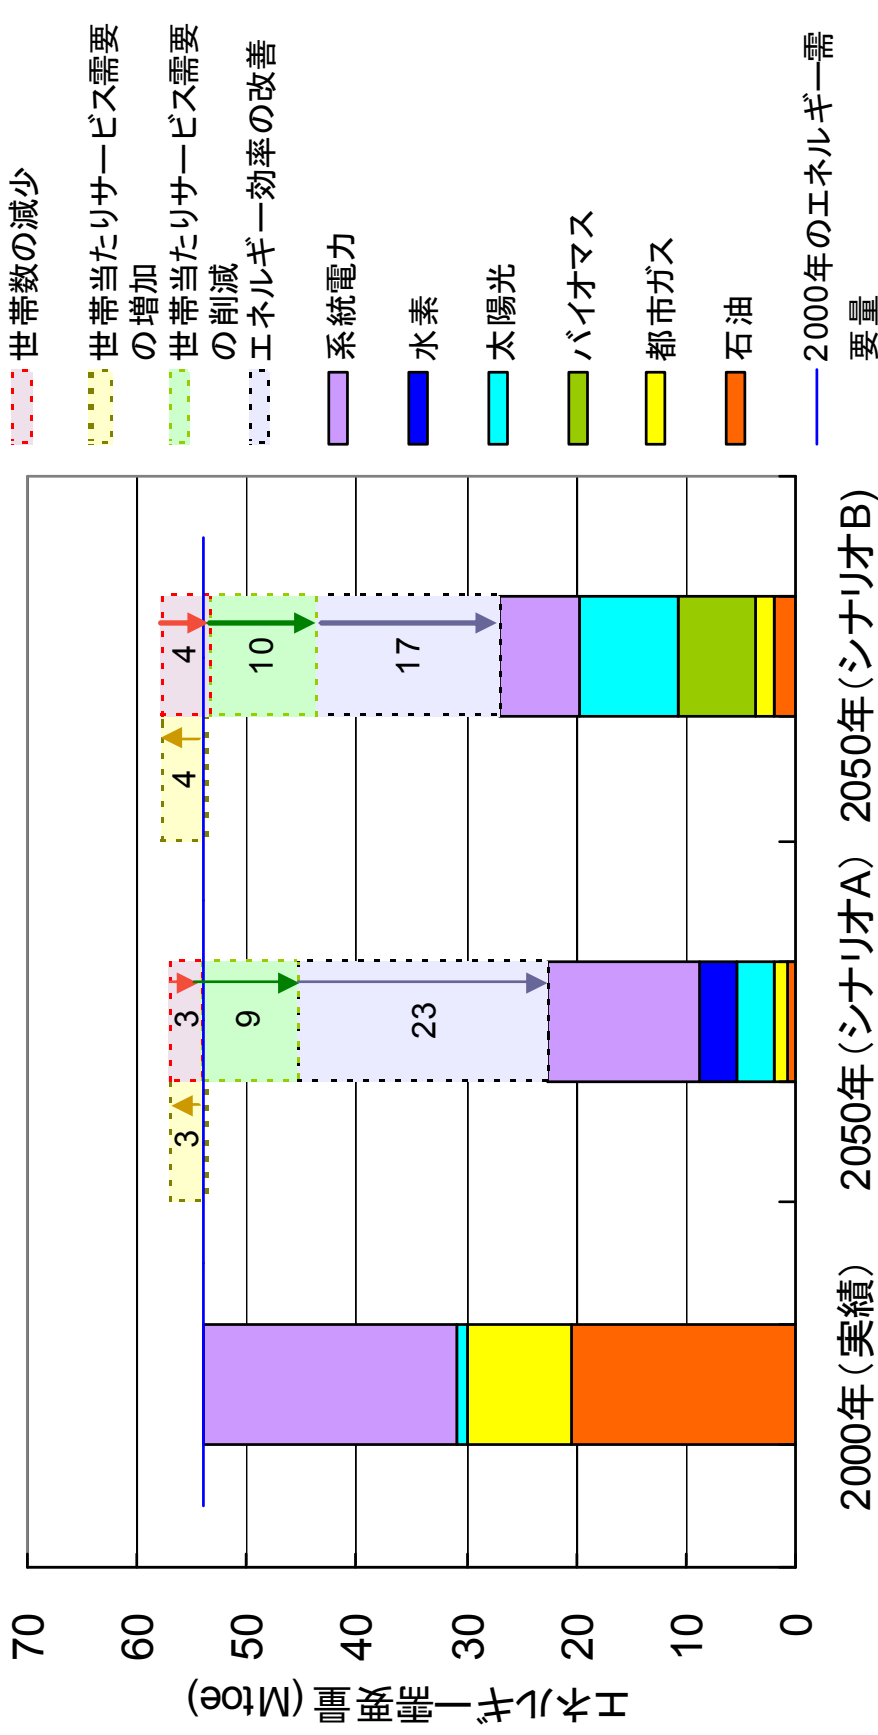 エネルギー需要量(Mtoe)
70
60
50
40
30
20
10
0
3
3
9
23
4
4
10
17
2000年(実績)
2050年(シナリオA)
2050年(シナリオB)
世帯数の減少
世帯当たりサービス需要
の増加
世帯当たりサービス需要
の削減
エネルギー効率の改善
系統電力
水素
太陽光
バイオマス
都市ガス
石油
2000年のエネルギー需
要量